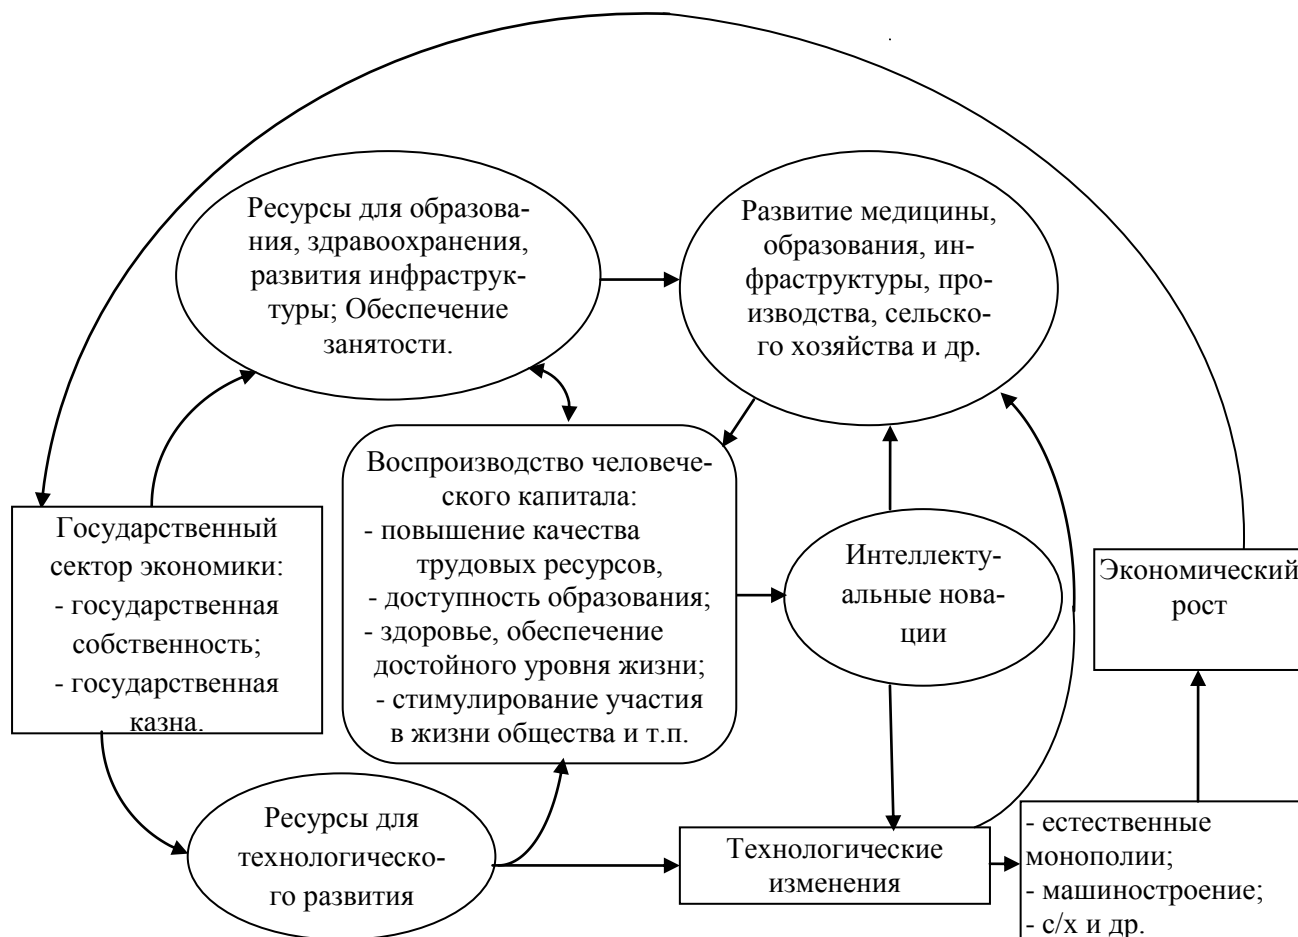 Ресурсы для образова-
ния, здравоохранения,
развития инфраструк-
туры; Обеспечение
занятости.
Развитие медицины,
образования, ин-
фраструктуры, про-
изводства, сельско-
го хозяйства и др.
Государственный
сектор экономики:
- государственная
собственность;
- государственная
казна.
Воспроизводство человече-
ского капитала:
- повышение качества
трудовых ресурсов,
- доступность образования;
- здоровье, обеспечение
достойного уровня жизни;
- стимулирование участия
в жизни общества и т.п.
Интеллекту-
альные нова-
ции
Экономический
рост
Ресурсы для
технологическо-
го развития
Технологические
изменения
- естественные
монополии;
- машиностроение;
- с/х и др.